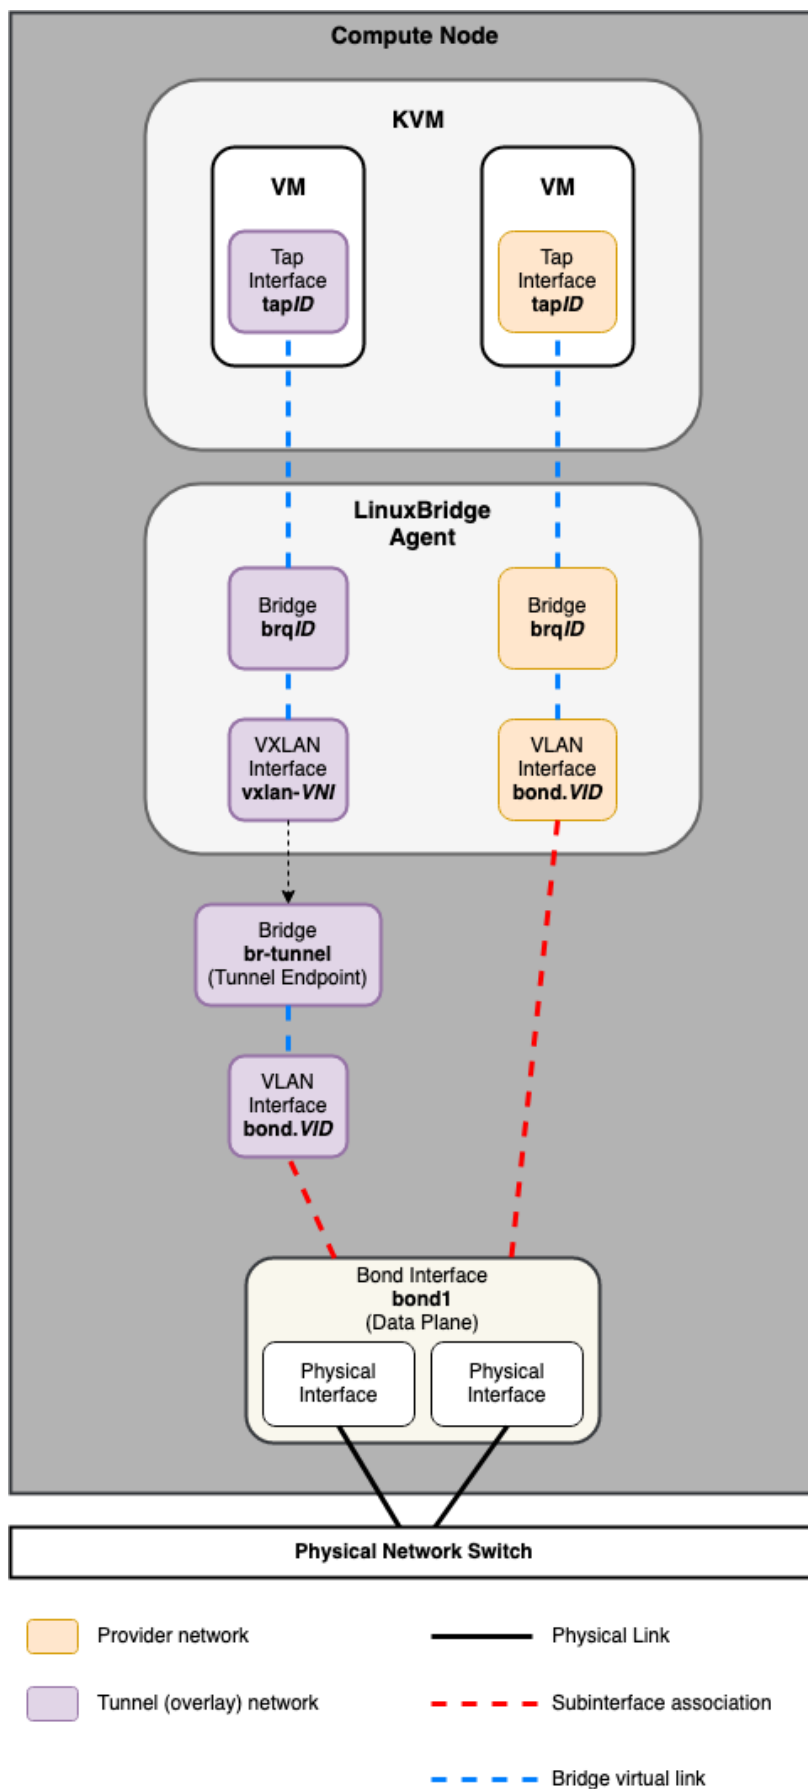 Compute Node
KVM
VM
Tap
Interface
tapID
VM
Tap
Interface
tapID
LinuxBridge
Agent
Bridge
brqID
Bridge
brqID
VXLAN
Interface
vxlan-VNI
VLAN
Interface
bond.VID
Bridge
br-tunnel
(Tunnel Endpoint)
VLAN
Interface
bond.VID
Bond Interface
bond1
(Data Plane)
Physical
Interface
Physical
Interface
Physical Network Switch
Provider network
Physical Link
Tunnel (overlay) network
Subinterface association
Bridge virtual link